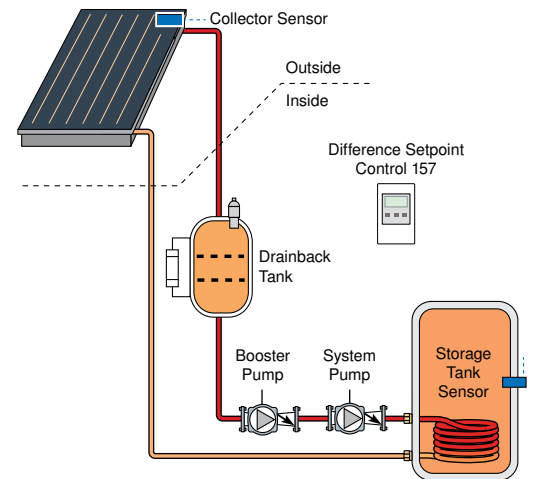 Collector Sensor
Outside
Inside
Difference Setpoint
Control 157
Drainback
Tank
Booster
Pump
System
Pump
Storage
Tank
Sensor